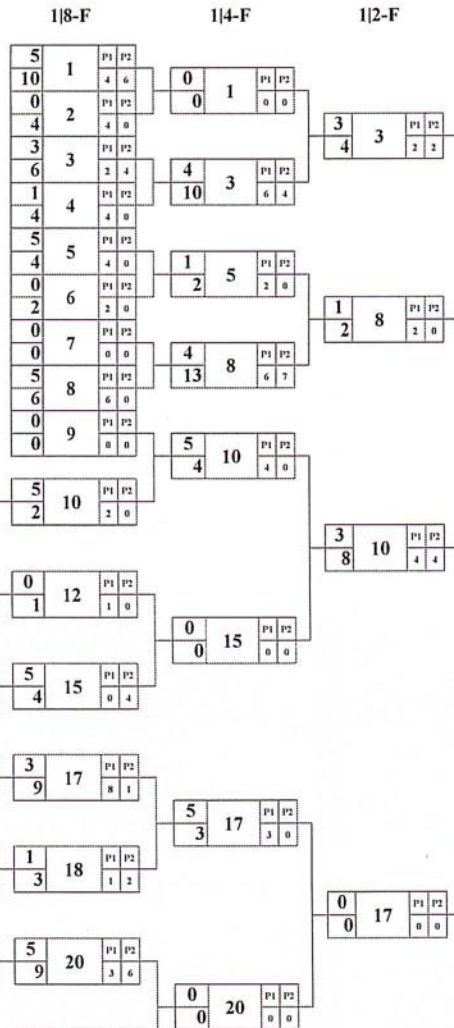 1|8-F 1|4-F 1|2-F
5 1 P1 P2
10 4 6
0 2 P1 P2
4 4 0
3 3 P1 P2
6 2 4
1 4 P1 P2
4 4 0
5 5 P1 P2
4 4 0
0 6 P1 P2
2 2 0
0 7 P1 P2
0 0 0
5 8 P1 P2
6 6 0
0 9 P1 P2
0 0 0
5 10 P1 P2
2 2 0
0 12 P1 P2
1 1 0
5 15 P1 P2
4 0 4
3 17 P1 P2
9 8 1
1 18 P1 P2
3 1 2
5 20 P1 P2
9 3 6
0 1 P1 P2
0 0 0
4 3 P1 P2
10 6 4
1 5 P1 P2
2 2 0
4 8 P1 P2
13 6 7
5 10 P1 P2
4 4 0
0 15 P1 P2
0 0 0
5 17 P1 P2
3 3 0
0 20 P1 P2
0 0 0
3 3 P1 P2
4 2 2
1 8 P1 P2
2 2 0
3 10 P1 P2
8 4 4
0 17 P1 P2
0 0 0